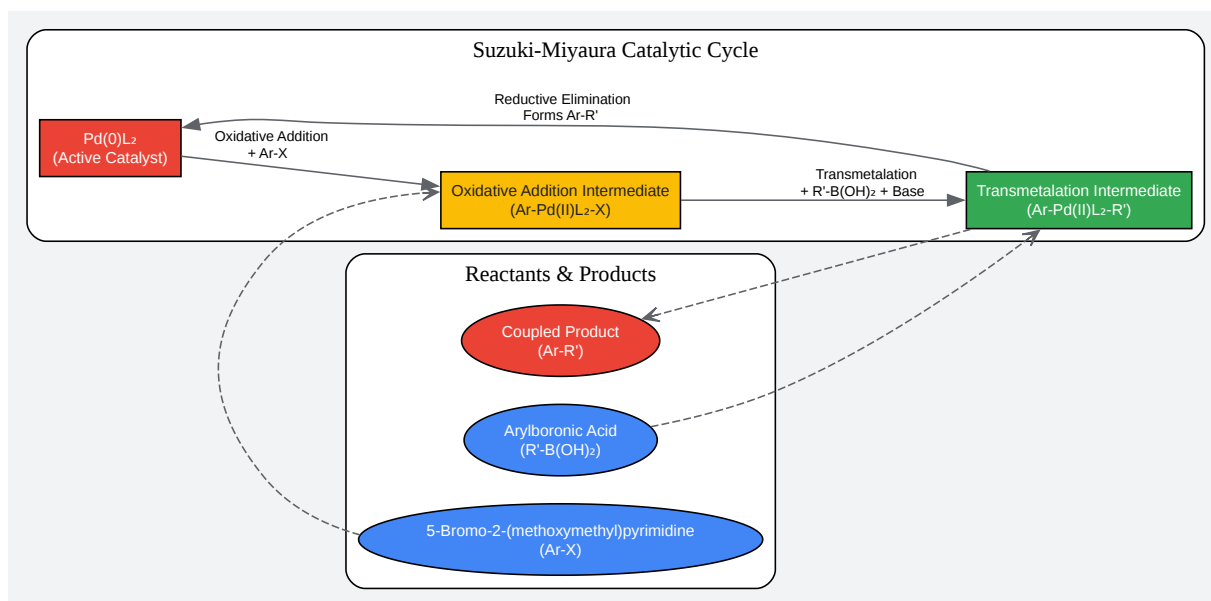 Suzuki-Miyaura Catalytic Cycle
Reductive Elimination
Forms Ar-R'
Pd(0)L₂
(Active Catalyst)
Oxidative Addition
+ Ar-X
Oxidative Addition Intermediate
(Ar-Pd(II)L₂-X)
Transmetalation
+ R'-B(OH)₂ + Base
Transmetalation Intermediate
(Ar-Pd(II)L₂-R')
Reactants & Products
Coupled Product
(Ar-R')
Arylboronic Acid
(R'-B(OH)₂)
5-Bromo-2-(methoxymethyl)pyrimidine
(Ar-X)